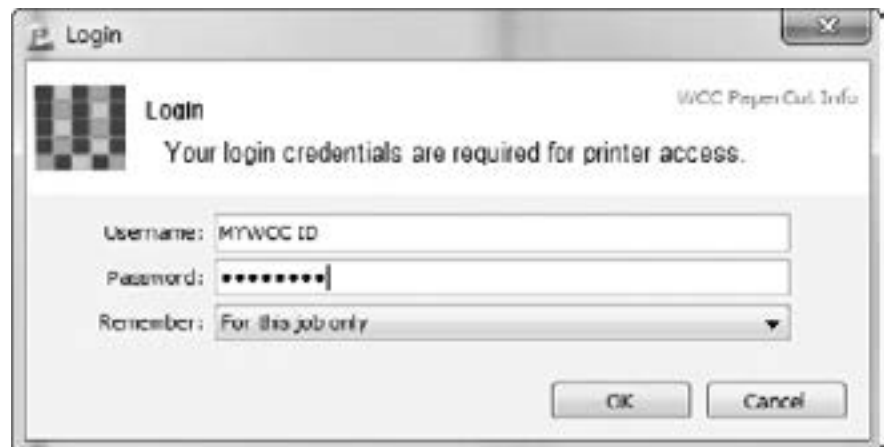 Login
WCC PaperCut Info
Login
Your login credentials are required for printer access.
Username: MYWCC ID
Password: ••••••••
Remember: For this job only
OK Cancel